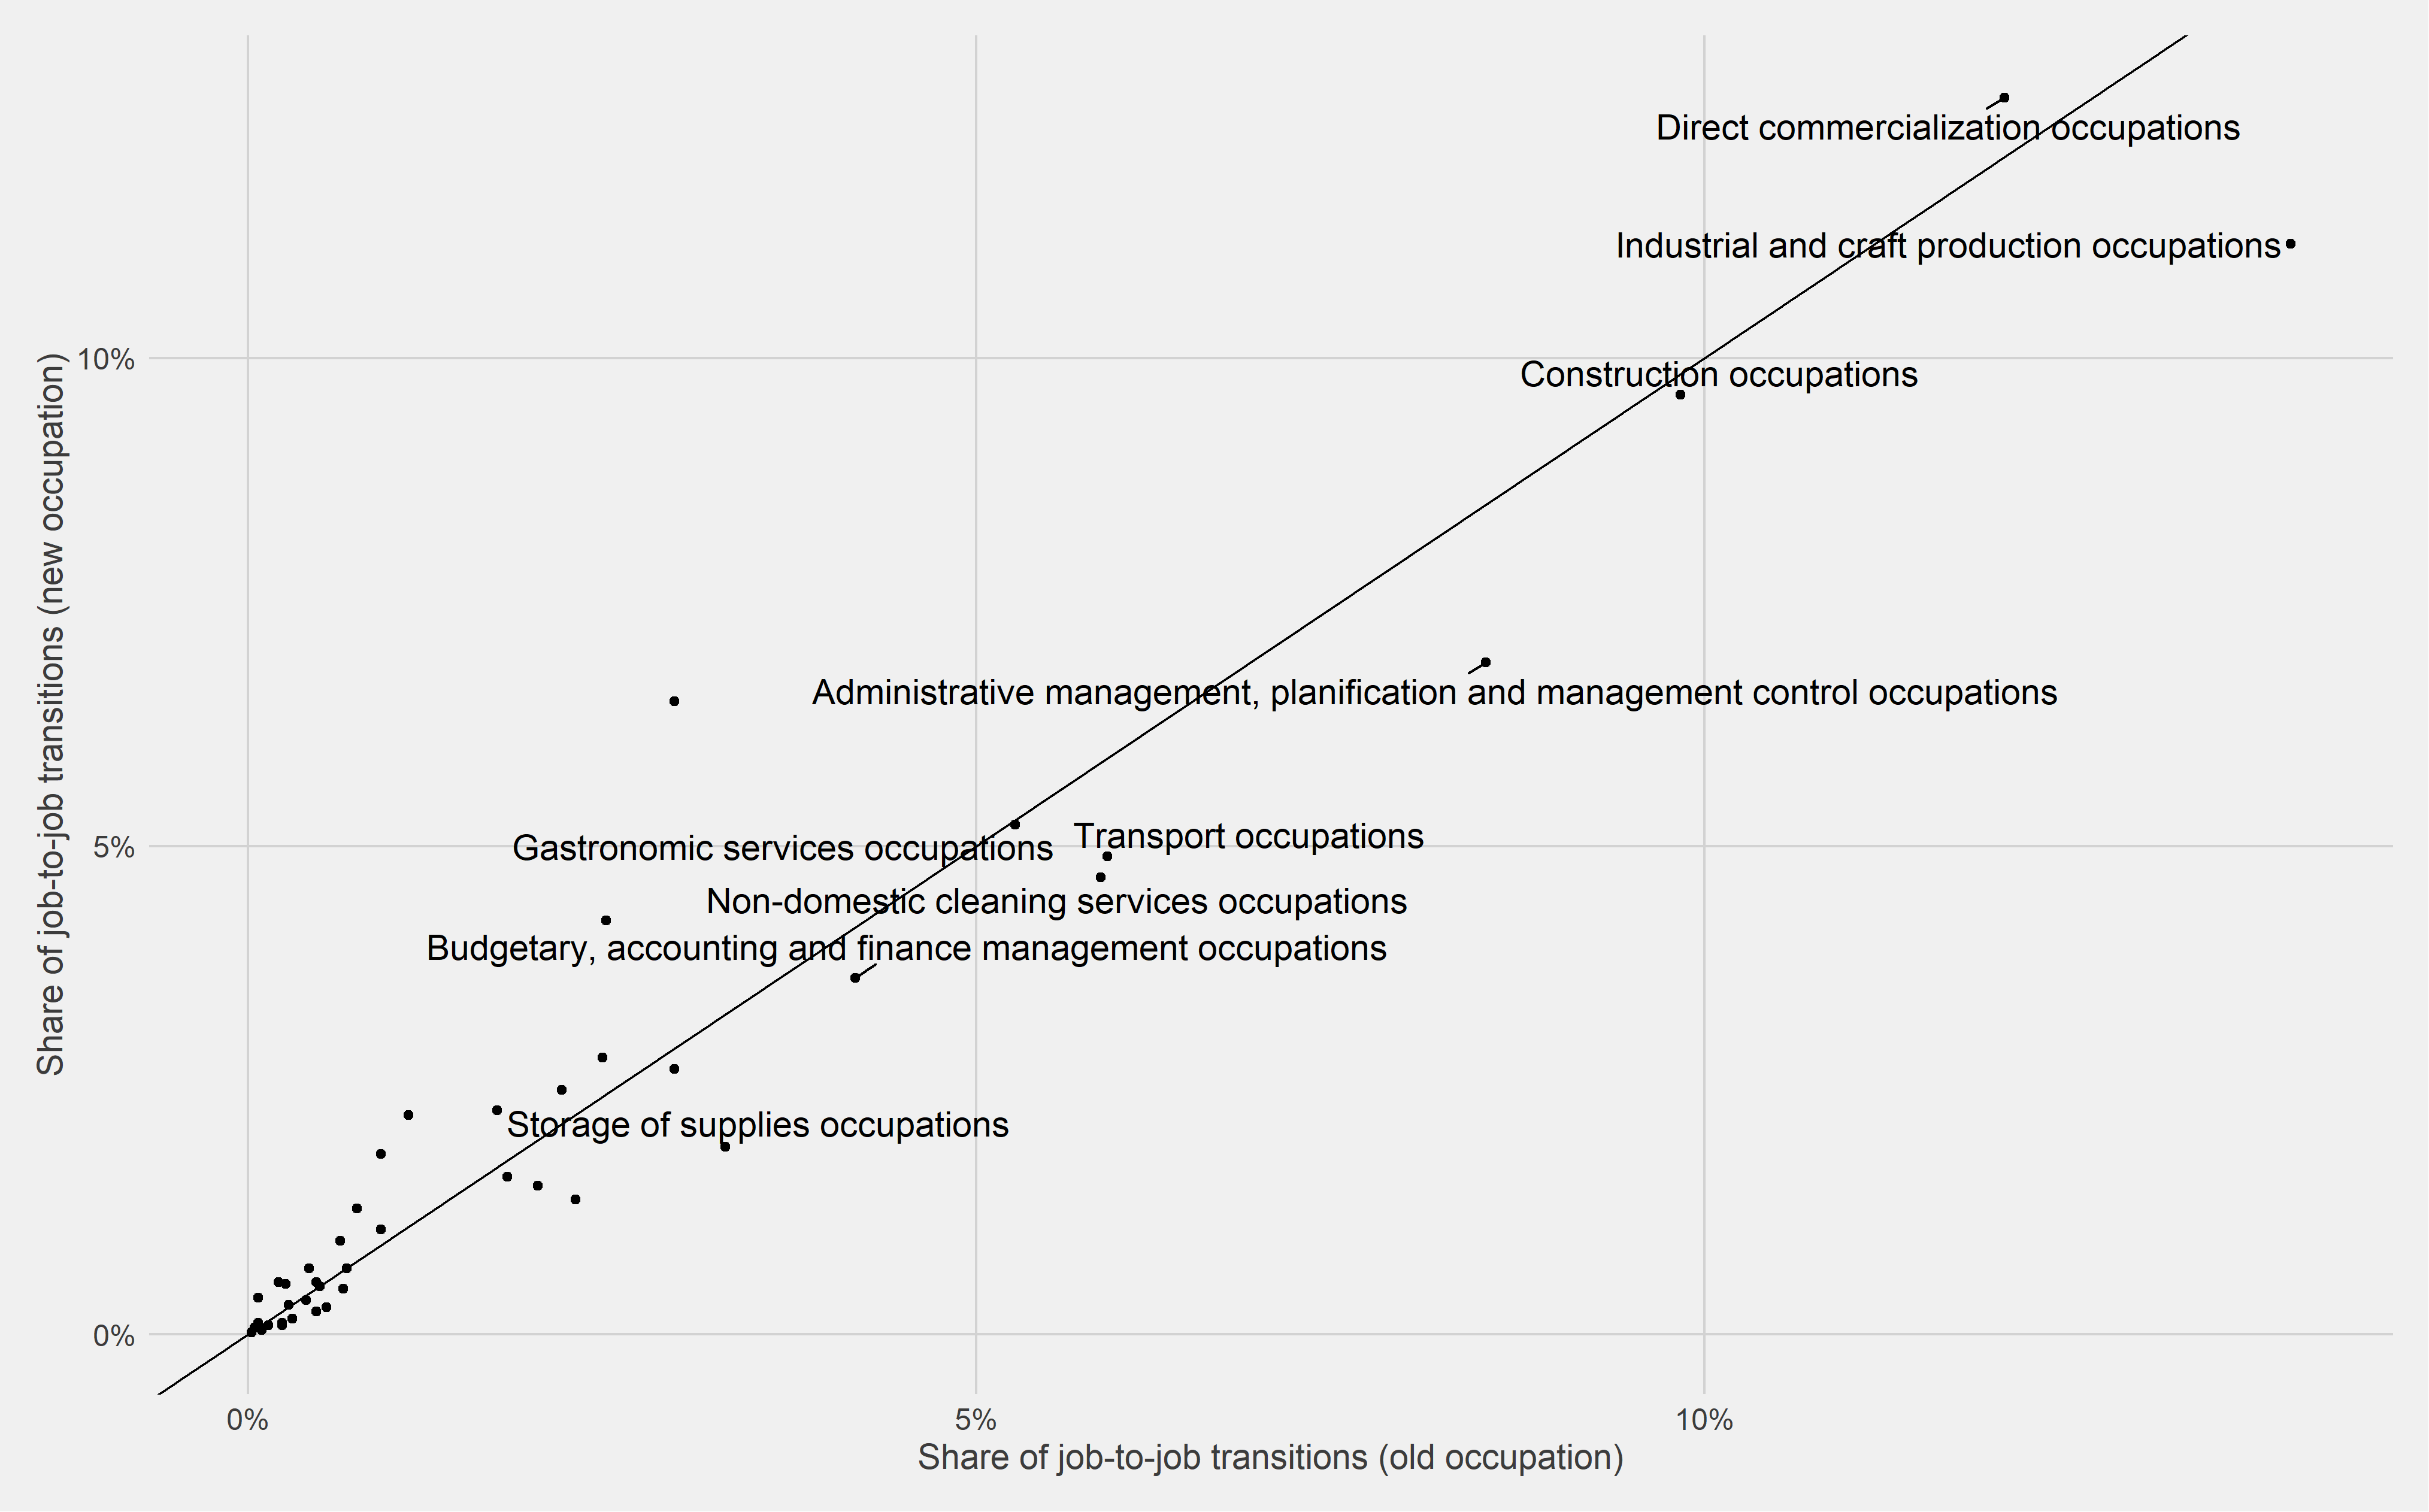 Direct commercialization occupations
Industrial and craft production occupations
10%
Construction occupations
Administrative management, planification and management control occupations
Transport occupations
5%
Gastronomic services occupations
Non-domestic cleaning services occupations
Budgetary, accounting and finance management occupations
Storage of supplies occupations
0%
Share of job-to-job transitions (new occupation)
0%
5%
10%
Share of job-to-job transitions (old occupation)